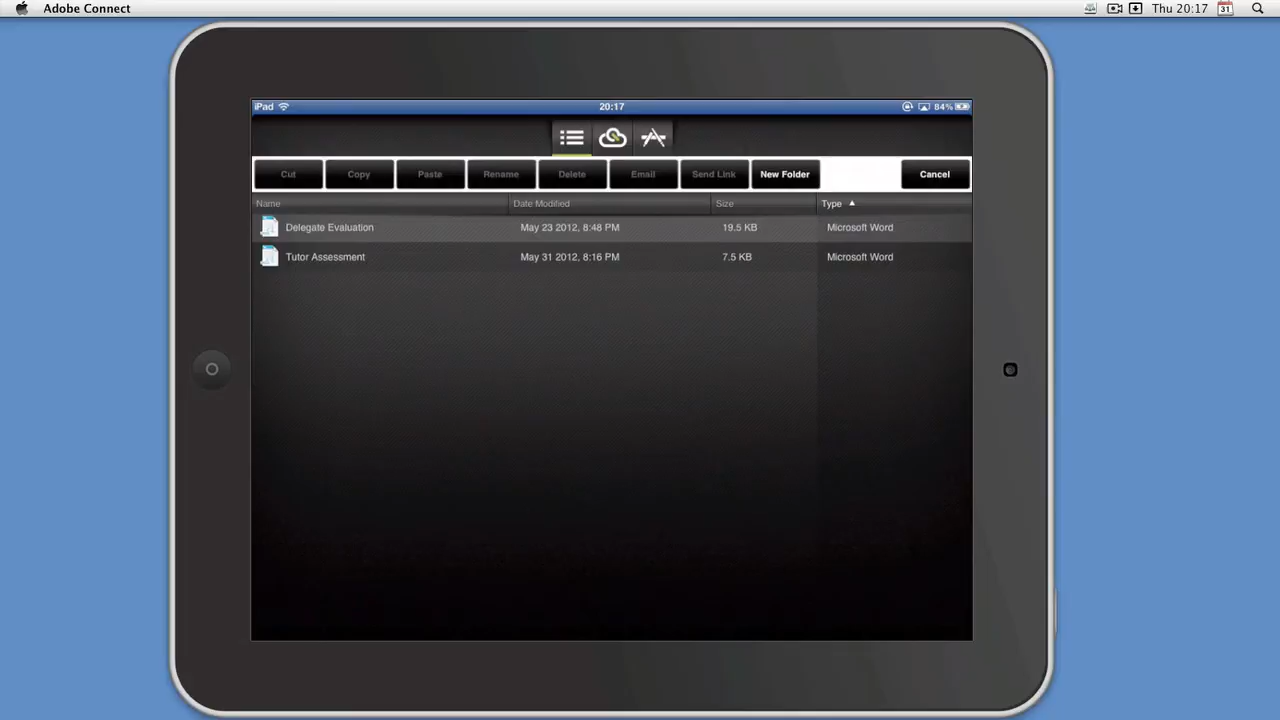 Adobe Connect
Thu 20:17 31
iPad 20:17 84%
Cut Copy Paste Rename Delete Email Send Link New Folder Cancel
Name Date Modified Size Type
Delegate Evaluation May 23 2012, 8:48 PM 19.5 KB Microsoft Word
Tutor Assessment May 31 2012, 8:16 PM 7.5 KB Microsoft Word